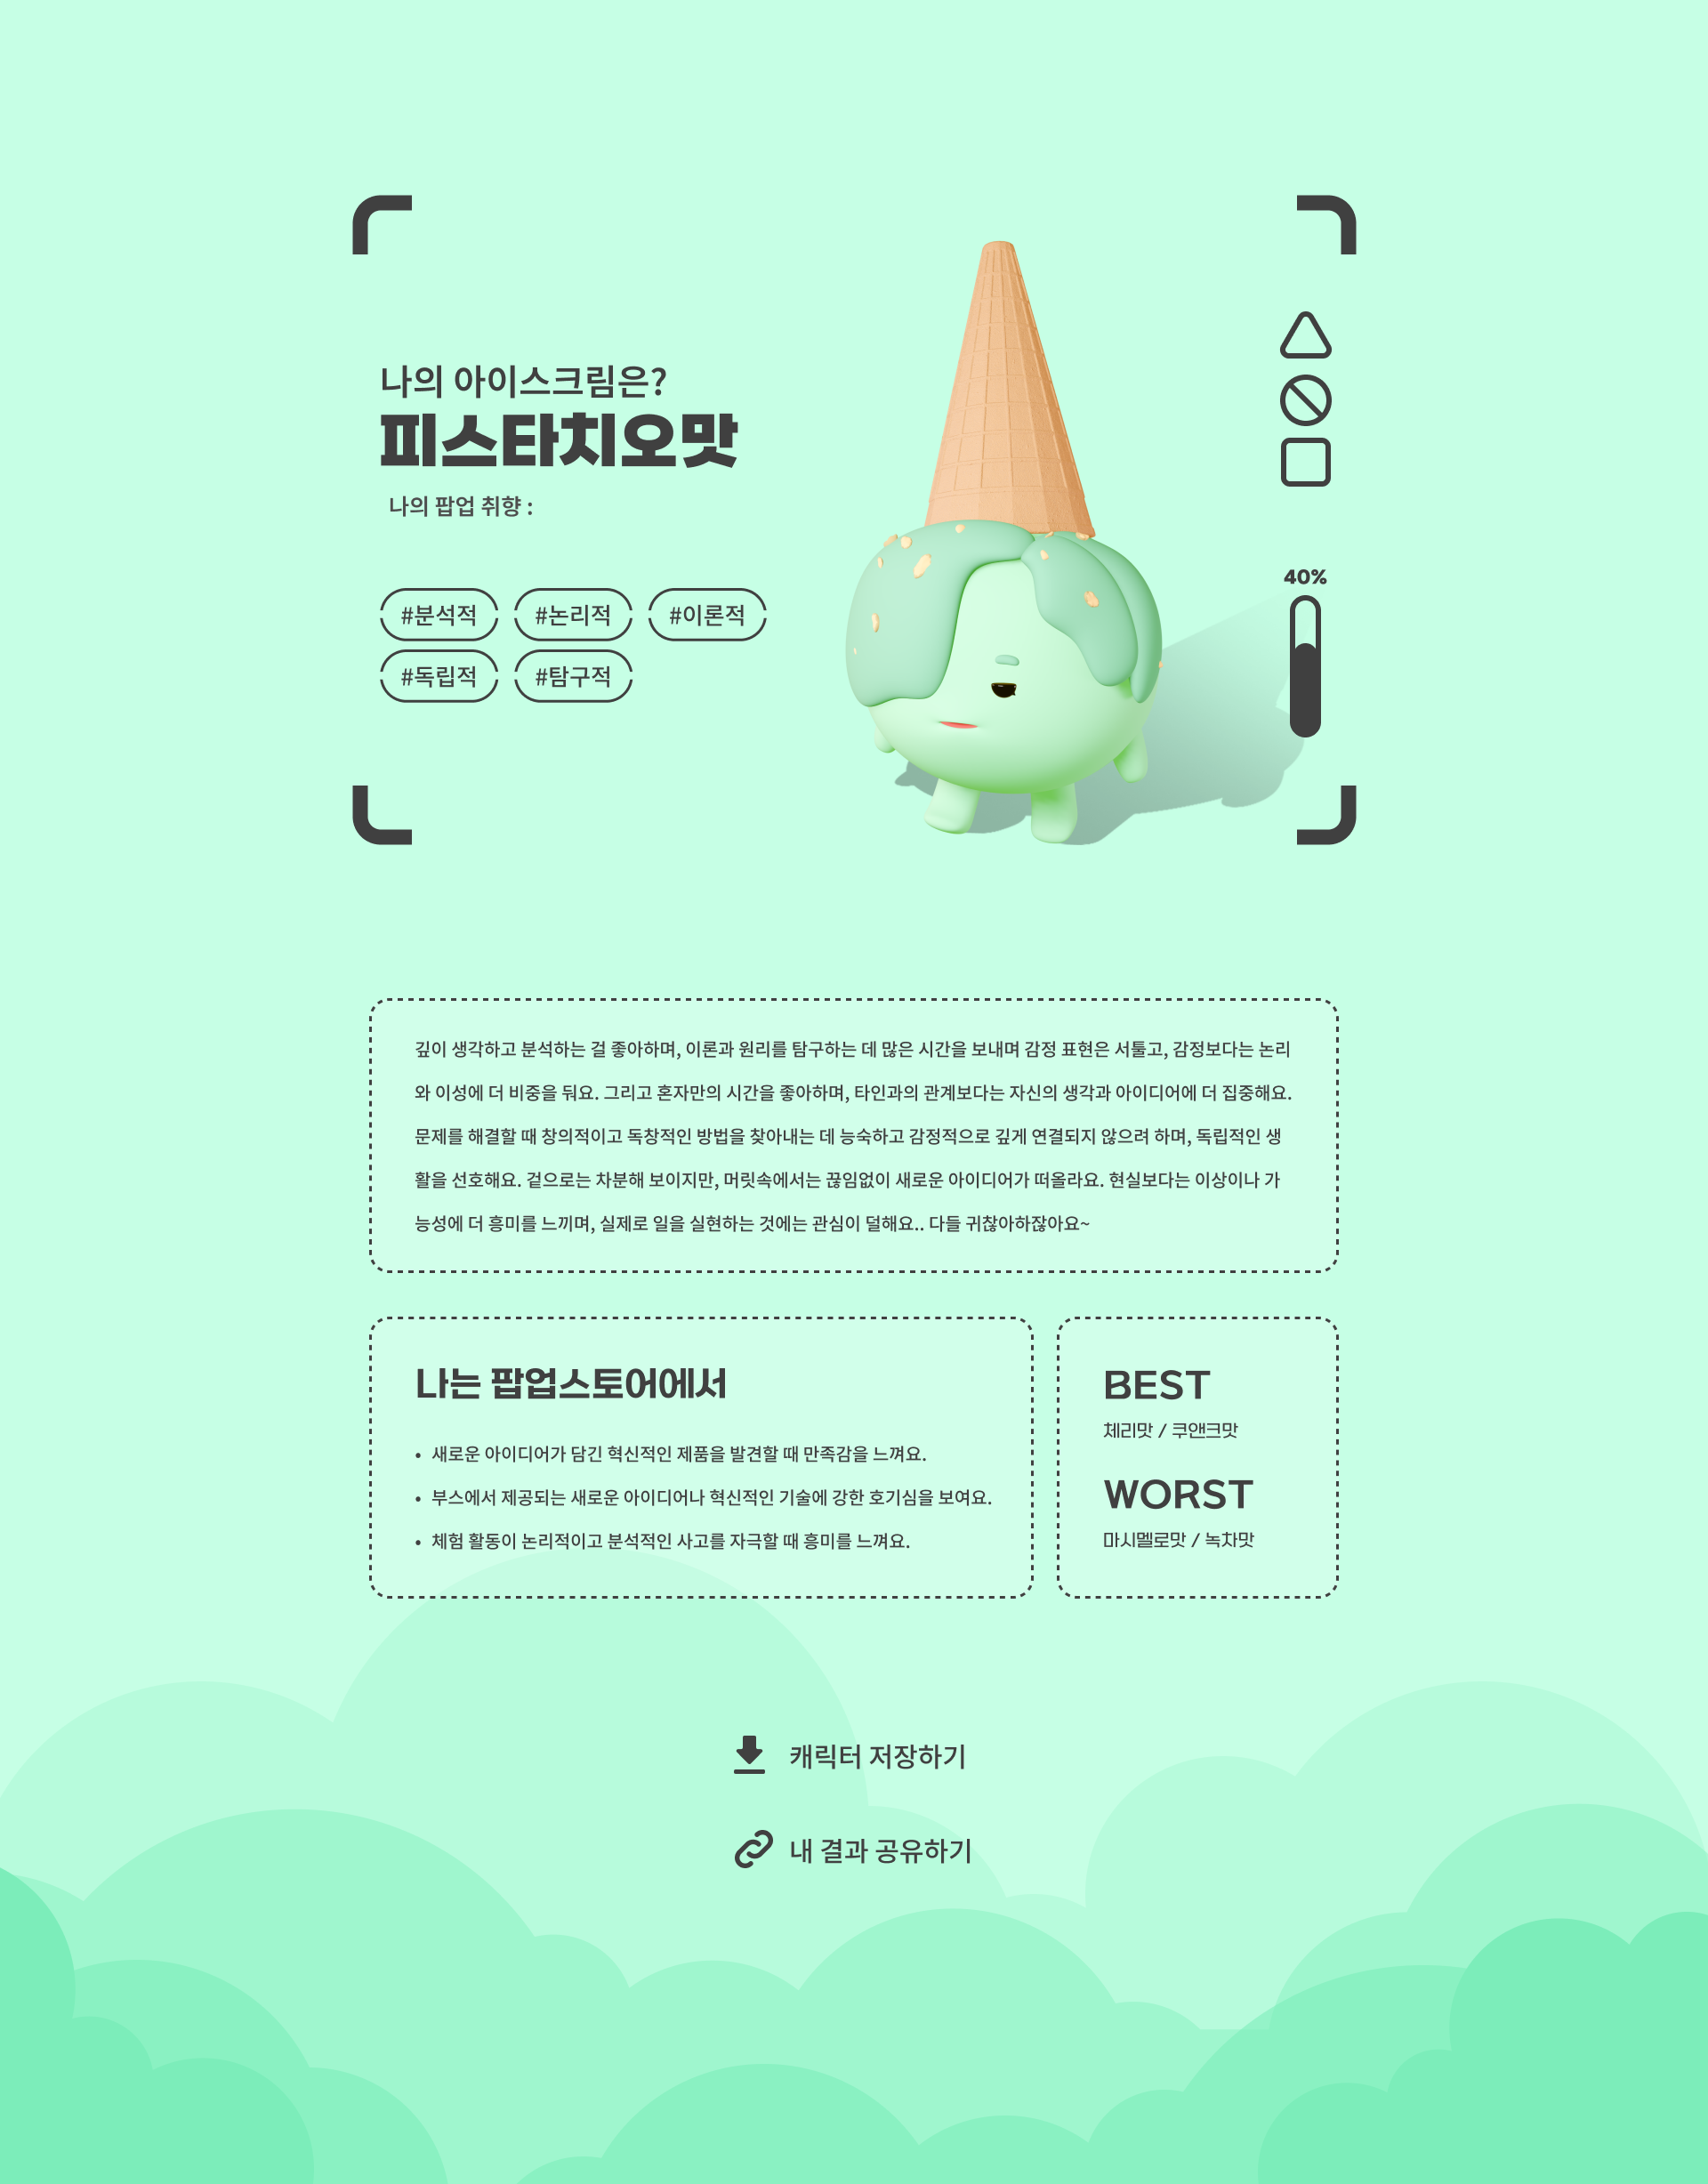 나의 아이스크림은?
피스타치오맛
나의 팝업 취향 :
#분석적 #논리적 #이론적
#독립적 #탐구적
40%
깊이 생각하고 분석하는 걸 좋아하며, 이론과 원리를 탐구하는 데 많은 시간을 보내며 감정 표현은 서툴고, 감정보다는 논리
와 이성에 더 비중을 둬요. 그리고 혼자만의 시간을 좋아하며, 타인과의 관계보다는 자신의 생각과 아이디어에 더 집중해요.
문제를 해결할 때 창의적이고 독창적인 방법을 찾아내는 데 능숙하고 감정적으로 깊게 연결되지 않으려 하며, 독립적인 생
활을 선호해요. 겉으로는 차분해 보이지만, 머릿속에서는 끊임없이 새로운 아이디어가 떠올라요. 현실보다는 이상이나 가
능성에 더 흥미를 느끼며, 실제로 일을 실현하는 것에는 관심이 덜해요.. 다들 귀찮아하잖아요~
나는 팝업스토어에서
• 새로운 아이디어가 담긴 혁신적인 제품을 발견할 때 만족감을 느껴요.
• 부스에서 제공되는 새로운 아이디어나 혁신적인 기술에 강한 호기심을 보여요.
• 체험 활동이 논리적이고 분석적인 사고를 자극할 때 흥미를 느껴요.
BEST
체리맛 / 쿠앤크맛
WORST
마시멜로맛 / 녹차맛
캐릭터 저장하기
내 결과 공유하기